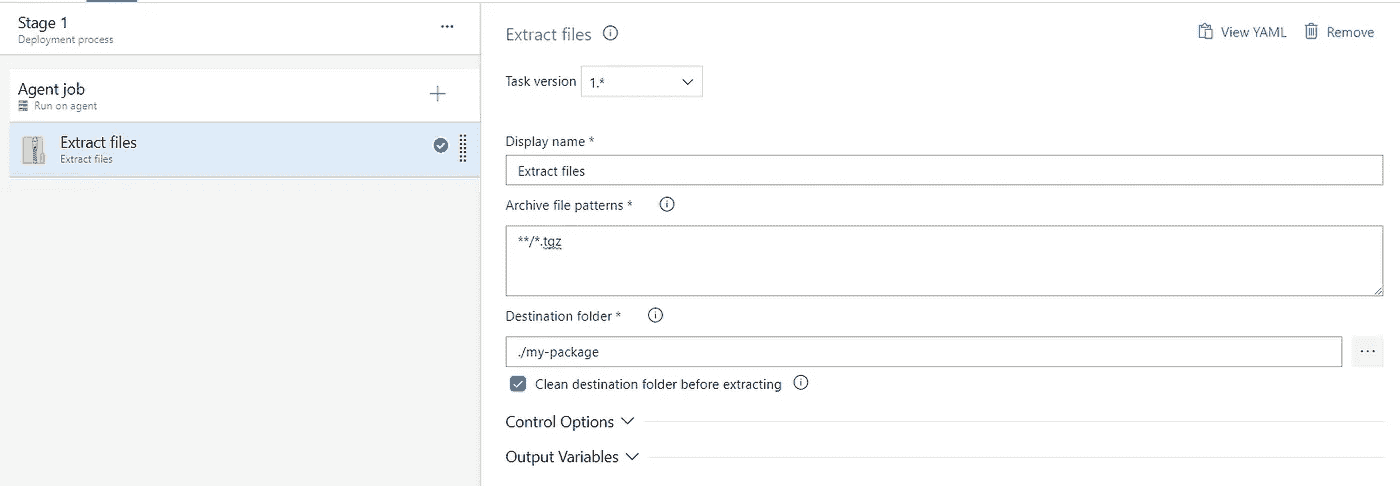 Stage 1
Deployment process
...
Agent job
Run on agent
Extract files
Extract files
Extract files
View YAML
Remove
Task version
1.*
Display name *
Extract files
Archive file patterns *
**/*.tgz
Destination folder *
./my-package
...
Clean destination folder before extracting
Control Options
Output Variables